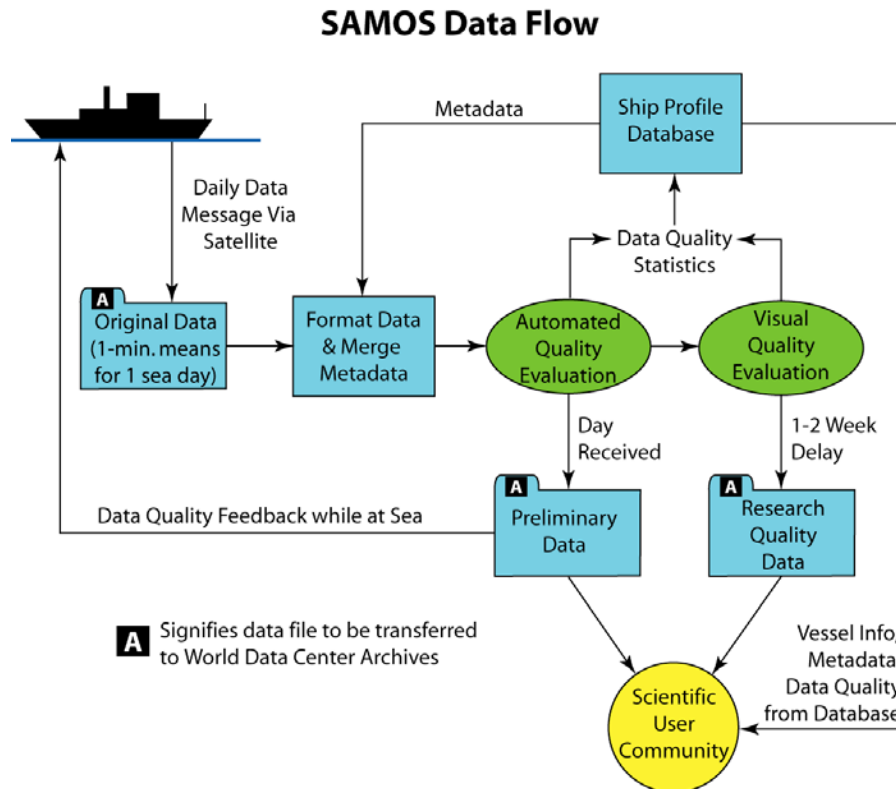 SAMOS Data Flow
Metadata
Ship Profile
Database
Daily Data
Message Via
Satellite
Data Quality
Statistics
A
Original Data
(1-min. means
for 1 sea day)
Format Data
& Merge
Metadata
Automated
Quality
Evaluation
Visual
Quality
Evaluation
Day
Received
1-2 Week
Delay
A
Preliminary
Data
A
Research
Quality
Data
Data Quality Feedback while at Sea
A
Signifies data file to be transferred
to World Data Center Archives
Scientific
User
Community
Vessel Info,
Metadata
Data Quality
from Database